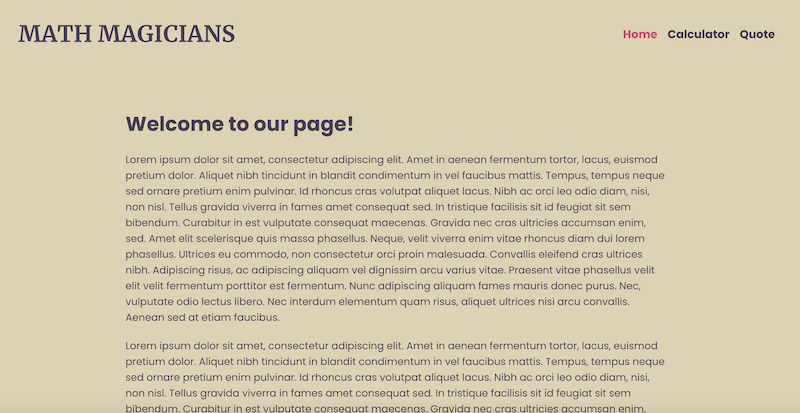 MATH MAGICIANS
Home Calculator Quote
Welcome to our page!
Lorem ipsum dolor sit amet, consectetur adipiscing elit. Amet in aenean fermentum tortor, lacus, euismod
pretium dolor. Aliquet nibh tincidunt in blandit condimentum in vel faucibus mattis. Tempus, tempus neque
sed ornare pretium enim pulvinar. Id rhoncus cras volutpat aliquet lacus. Nibh ac orci leo odio diam, nisi,
non nisl. Tellus gravida viverra in fames amet consequat sed. In tristique facilisis sit id feugiat sit sem
bibendum. Curabitur in est vulputate consequat maecenas. Gravida nec cras ultricies accumsan enim,
sed. Amet elit scelerisque quis massa phasellus. Neque, velit viverra enim vitae rhoncus diam dui lorem
phasellus. Ultrices eu commodo, non consectetur orci proin malesuada. Convallis eleifend cras ultrices
nibh. Adipiscing risus, ac adipiscing aliquam vel dignissim arcu varius vitae. Praesent vitae phasellus velit
elit velit fermentum porttitor est fermentum. Nunc adipiscing aliquam fames mauris donec purus. Nec,
vulputate odio lectus libero. Nec interdum elementum quam risus, aliquet ultrices nisi arcu convallis.
Aenean sed at etiam faucibus.
Lorem ipsum dolor sit amet, consectetur adipiscing elit. Amet in aenean fermentum tortor, lacus, euismod
pretium dolor. Aliquet nibh tincidunt in blandit condimentum in vel faucibus mattis. Tempus, tempus neque
sed ornare pretium enim pulvinar. Id rhoncus cras volutpat aliquet lacus. Nibh ac orci leo odio diam, nisi,
non nisl. Tellus gravida viverra in fames amet consequat sed. In tristique facilisis sit id feugiat sit sem
bibendum. Curabitur in est vulputate consequat maecenas. Gravida nec cras ultricies accumsan enim,